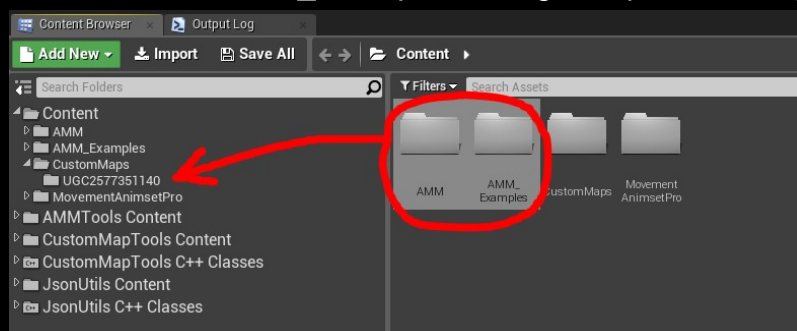 Content Browser
Output Log
Add New
Import
Save All
Content
Search Folders
Filters
Search Assets
Content
AMM
AMM_Examples
CustomMaps
UGC2577351140
MovementAnimsetPro
AMMTools Content
CustomMapTools Content
CustomMapTools C++ Classes
JsonUtils Content
JsonUtils C++ Classes
AMM
AMM_
Examples
CustomMaps
Movement
AnimsetPro